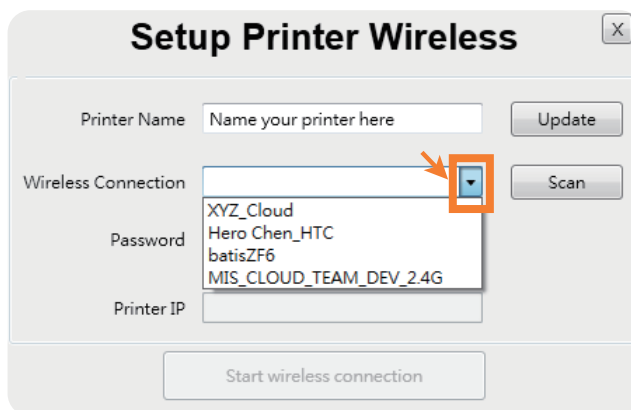 Setup Printer Wireless
X
Printer Name
Name your printer here
Update
Wireless Connection
Scan
XYZ_Cloud
Hero Chen_HTC
batisZF6
MIS_CLOUD_TEAM_DEV_2.4G
Password
Printer IP
Start wireless connection